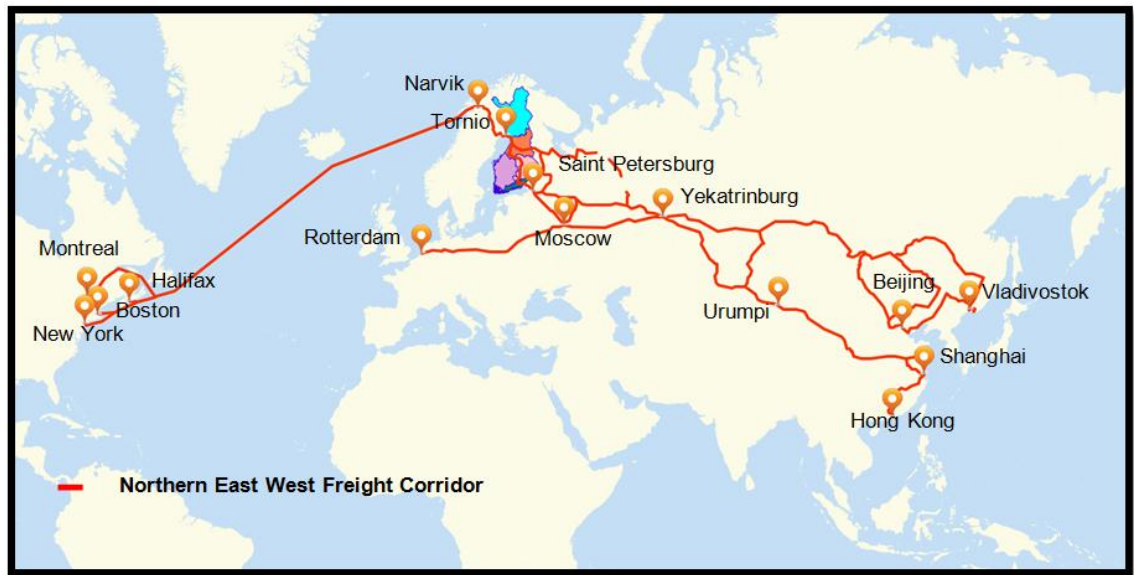 Narvik
Tornio
Saint Petersburg
Yekatrinburg
Rotterdam
Moscow
Montreal
Halifax
Beijing
Vladivostok
Boston
Urumpi
New York
Shanghai
Hong Kong
Northern East West Freight Corridor